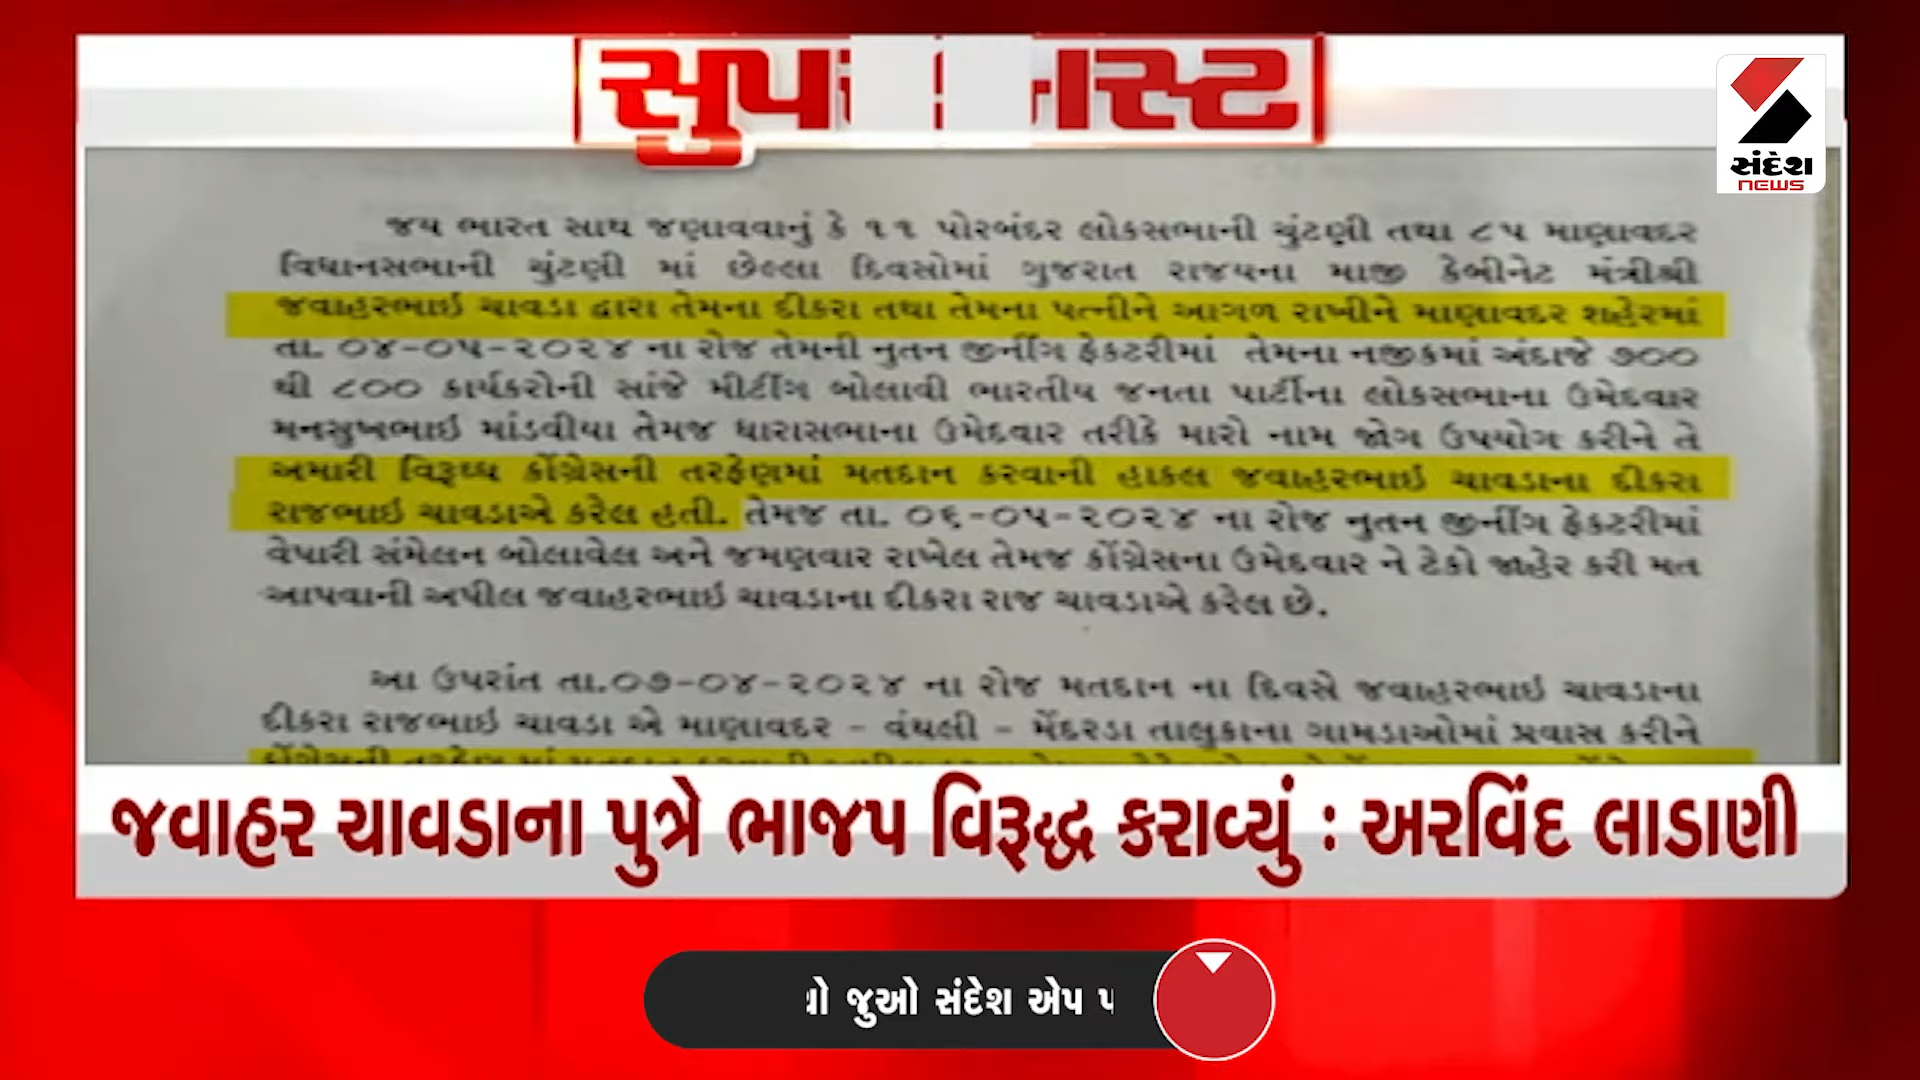 સંદેશ
NEWS
જય ભારત સાથ જણાવવાનું કે ૧૧ પોરબંદર લોકસભાની ચુંટણી તથા ૮૫ માણાવદર
વિધાનસભાની ચુંટણી માં છેલ્લા દિવસોમાં ગુજરાત રાજયના માજી કેબીનેટ મંત્રીશ્રી
જવાહરભાઇ ચાવડા દ્વારા તેમના દીકરા તથા તેમના પત્નીને આગળ રાખીને માણાવદર શહેરમાં
તા. ૦૪-૦૫-૨૦૨૪ ના રોજ તેમની નુતન જીનીંગ ફેકટરીમાં તેમના નજીકમાં અંદાજે ૭૦૦
થી ૮૦૦ કાર્યકરોની સાંજે મીટીંગ બોલાવી ભારતીય જનતા પાર્ટીના લોકસભાના ઉમેદવાર
મનસુખભાઇ માંડવીયા તેમજ ધારાસભાના ઉમેદવાર તરીકે મારો નામ જોગ ઉપયોગ કરીને તે
અમારી વિરૂધ્ધ કોંગ્રેસની તરફેણમાં મતદાન કરવાની હાકલ જવાહરભાઇ ચાવડાના દીકરા
રાજભાઇ ચાવડાએ કરેલ હતી. તેમજ તા. ૦૬-૦૫-૨૦૨૪ ના રોજ નુતન જીનીંગ ફેકટરીમાં
વેપારી સંમેલન બોલાવેલ અને જમણવાર રાખેલ તેમજ કોંગ્રેસના ઉમેદવાર ને ટેકો જાહેર કરી મત
આપવાની અપીલ જવાહરભાઇ ચાવડાના દીકરા રાજ ચાવડાએ કરેલ છે.
આ ઉપરાંત તા.૦૭-૦૪-૨૦૨૪ ના રોજ મતદાન ના દિવસે જવાહરભાઇ ચાવડાના
દીકરા રાજભાઇ ચાવડા એ માણાવદર - વંથલી - મેંદરડા તાલુકાના ગામડાઓમાં પ્રવાસ કરીને
જવાહર ચાવડાના પુત્રે ભાજપ વિરૂદ્ધ કરાવ્યું : અરવિંદ લાડાણી
જુઓ સંદેશ એપ